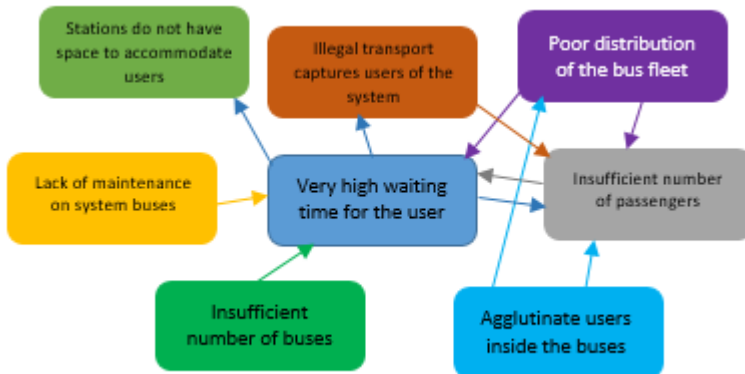 Stations do not have
space to accommodate
users
Illegal transport
captures users of the
system
Poor distribution
of the bus fleet
Lack of maintenance
on system buses
Very high waiting
time for the user
Insufficient number
of passengers
Insufficient
number of buses
Agglutinate users
inside the buses